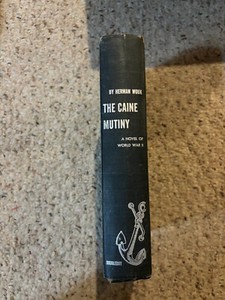 BY HERMAN WOUK
THE CAINE
MUTINY
A NOVEL OF
WORLD WAR II